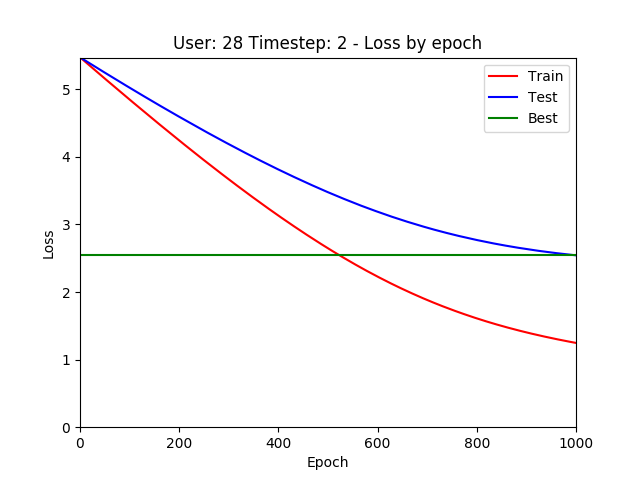 User: 28 Timestep: 2 - Loss by epoch
Train
Test
Best
5
4
3
2
1
0
Loss
0 200 400 600 800 1000
Epoch